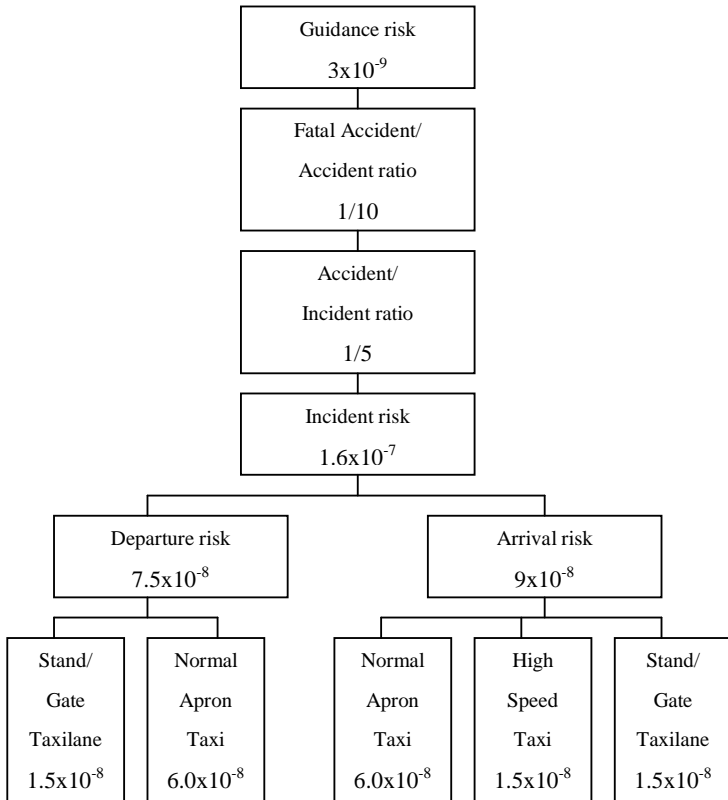 Guidance risk
3x10⁻⁹
Fatal Accident/
Accident ratio
1/10
Accident/
Incident ratio
1/5
Incident risk
1.6x10⁻⁷
Departure risk
7.5x10⁻⁸
Arrival risk
9x10⁻⁸
Stand/
Gate
Taxilane
1.5x10⁻⁸
Normal
Apron
Taxi
6.0x10⁻⁸
Normal
Apron
Taxi
6.0x10⁻⁸
High
Speed
Taxi
1.5x10⁻⁸
Stand/
Gate
Taxilane
1.5x10⁻⁸